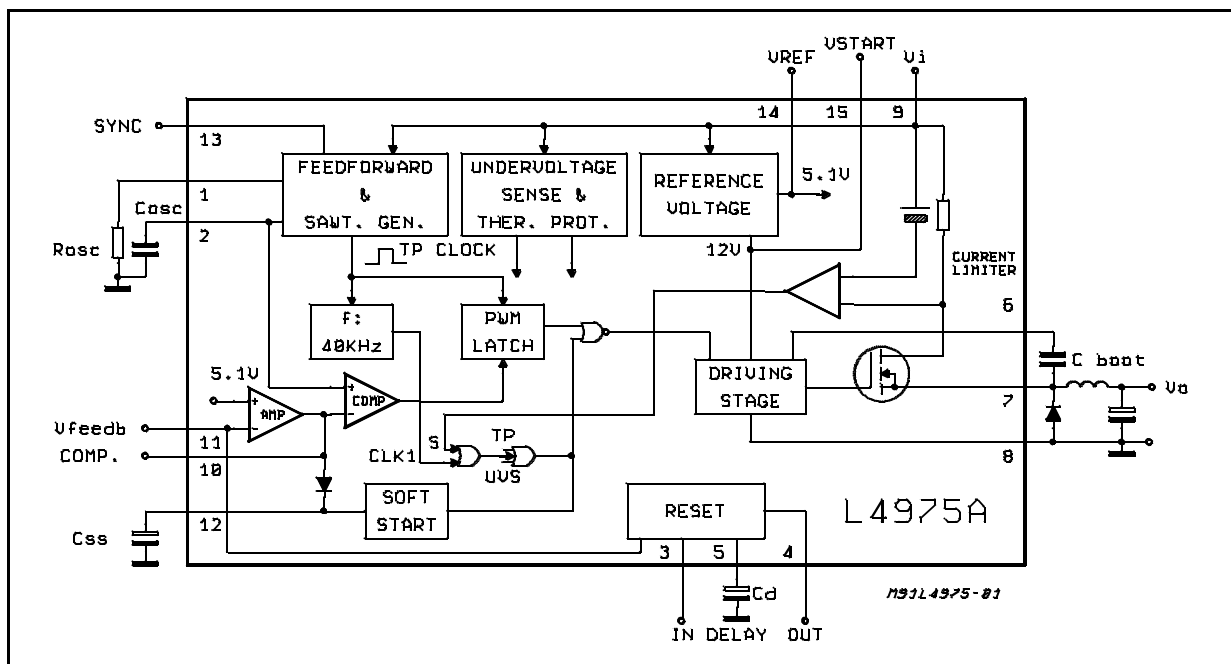 VREF
VSTART
Vi
14
15
9
SYNC
13
FEEDFORWARD
&
SAWT. GEN.
UNDERVOLTAGE
SENSE &
THER. PROT.
REFERENCE
VOLTAGE
5.1V
1
Cosc
2
Rosc
TP CLOCK
12V
CURRENT
LIMITER
6
F:
40KHz
PWM
LATCH
C boot
5.1V
+
-
AMP
+
-
COMP
DRIVING
STAGE
7
Vo
Vfeedb
11
COMP.
10
S
TP
CLK1
UVS
8
SOFT
START
12
Css
RESET
L4975A
3
5
4
Cd
M91L4975-01
IN
DELAY
OUT